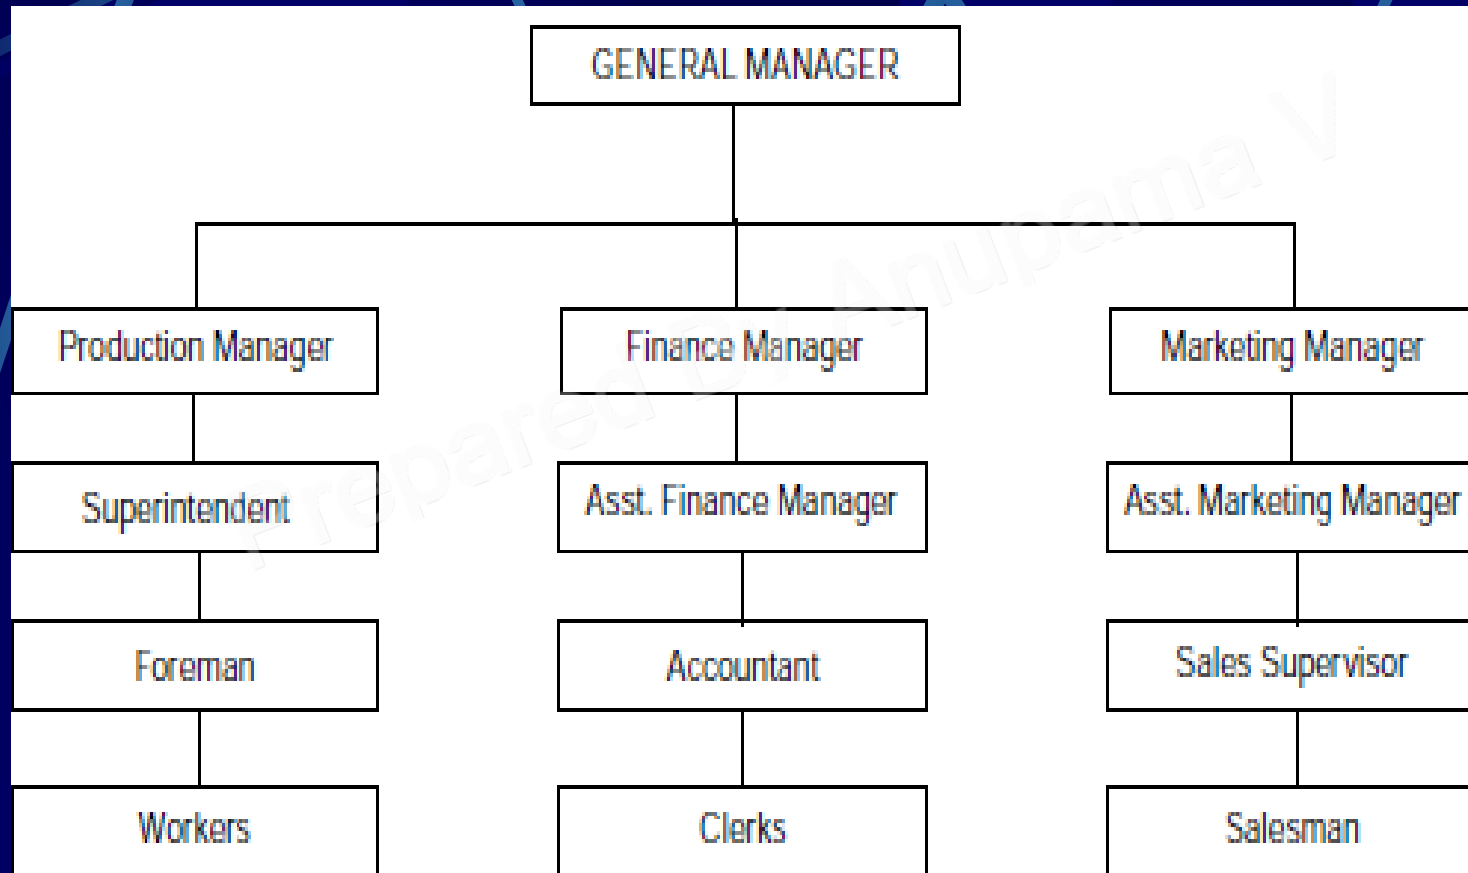 GENERAL MANAGER
Production Manager
Finance Manager
Marketing Manager
Superintendent
Asst. Finance Manager
Asst. Marketing Manager
Foreman
Accountant
Sales Supervisor
Workers
Clerks
Salesman
Prepared By Anupama V